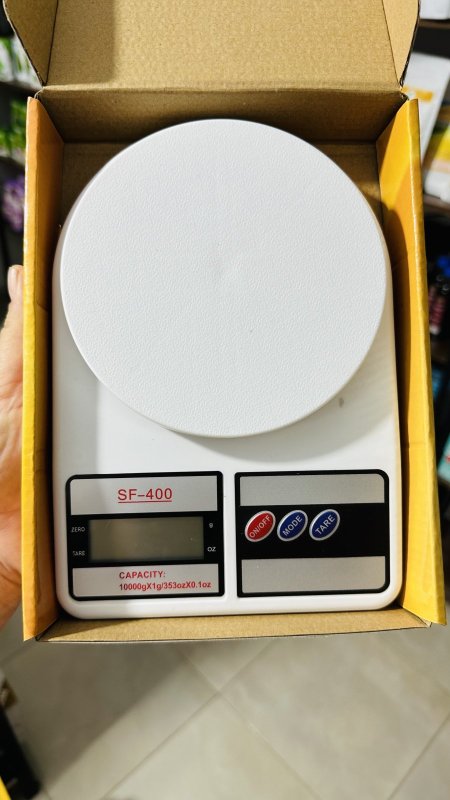 SF-400
ZERO
g
TARE
OZ
CAPACITY:
10000gX1g/353ozX0.1oz
ON/OFF
MODE
TARE